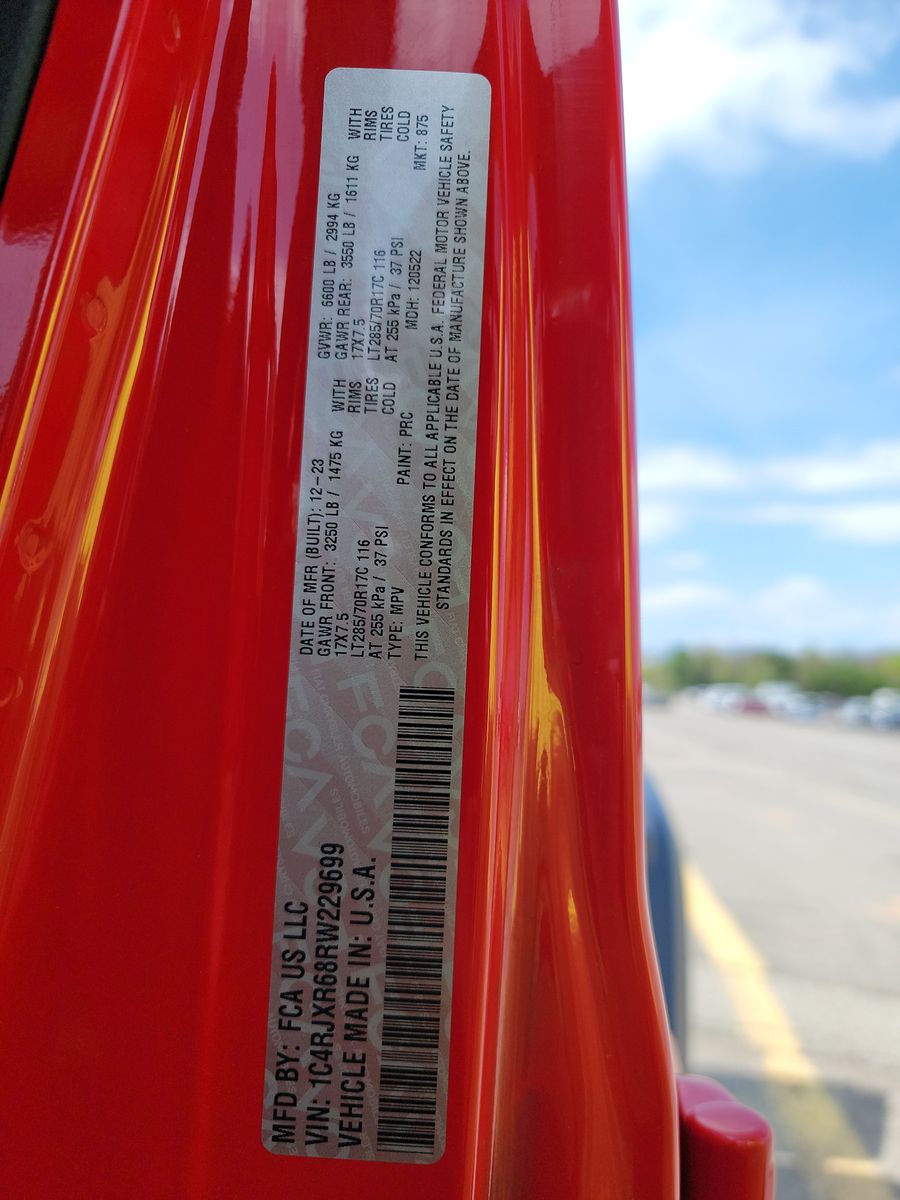 MFD BY: FCA US LLC
VIN: 1C4RJXR68RW229699
VEHICLE MADE IN: U.S.A.
DATE OF MFR (BUILT): 12-23 GVWR: 6600 LB / 2994 KG
GAWR FRONT: 3250 LB / 1475 KG WITH GAWR REAR: 3550 LB / 1611 KG WITH
17X7.5 RIMS 17X7.5 RIMS
LT285/70R17C 116 TIRES LT285/70R17C 116 TIRES
AT 255 kPa / 37 PSI COLD AT 255 kPa / 37 PSI COLD
TYPE: MPV PAINT: PRC MDH: 120522 MKT: 875
THIS VEHICLE CONFORMS TO ALL APPLICABLE U.S.A. FEDERAL MOTOR VEHICLE SAFETY
STANDARDS IN EFFECT ON THE DATE OF MANUFACTURE SHOWN ABOVE.
FCA